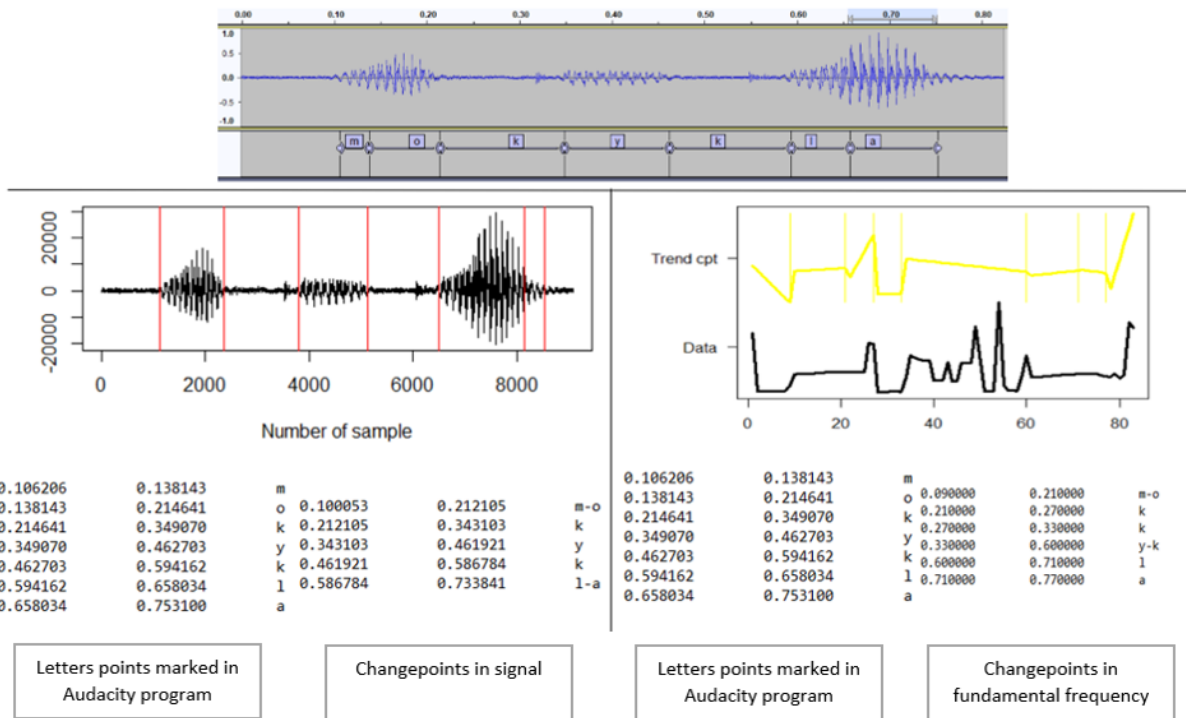 0.00 0.10 0.20 0.30 0.40 0.50 0.60 0.70 0.80
1.0
0.5
0.0
-0.5
-1.0
m o k y k l a
20000
0
-20000
0 2000 4000 6000 8000
Number of sample
Trend cpt
Data
0 20 40 60 80
0.106206 0.138143 m
0.138143 0.214641 o
0.214641 0.349070 k
0.349070 0.462703 y
0.462703 0.594162 k
0.594162 0.658034 l
0.658034 0.753100 a
0.100053 0.212105 m-o
0.212105 0.343103 k
0.343103 0.461921 y
0.461921 0.586784 k
0.586784 0.733841 l-a
0.106206 0.138143 m
0.138143 0.214641 o
0.214641 0.349070 k
0.349070 0.462703 y
0.462703 0.594162 k
0.594162 0.658034 l
0.658034 0.753100 a
0.090000 0.210000 m-o
0.210000 0.270000 k
0.270000 0.330000 k
0.330000 0.600000 y-k
0.600000 0.710000 l
0.710000 0.770000 a
Letters points marked in
Audacity program
Changepoints in signal
Letters points marked in
Audacity program
Changepoints in
fundamental frequency